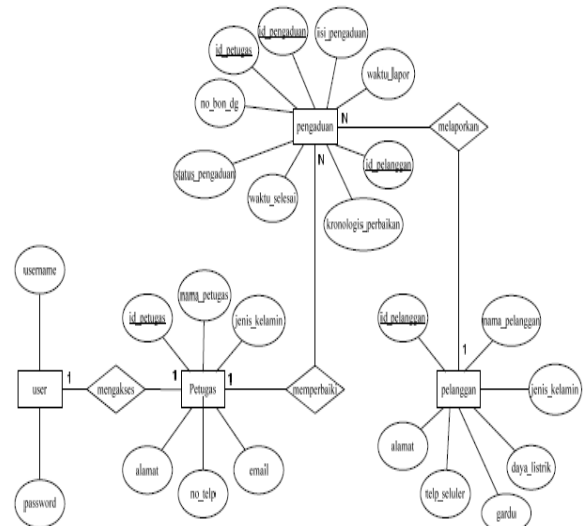 id_pengaduan
isi_pengaduan
id_petugas
waktu_lapor
no_bon_dg
pengaduan
N
melaporkan
N
status_pengaduan
id_pelanggan
waktu_selesai
kronologis_perbaikan
username
nama_petugas
id_petugas
jenis_kelamin
id_pelanggan
nama_pelanggan
1
user
1
mengakses
1
Petugas
1
memperbaiki
pelanggan
jenis_kelamin
alamat
email
no_telp
alamat
daya_listrik
telp_seluler
gardu
password